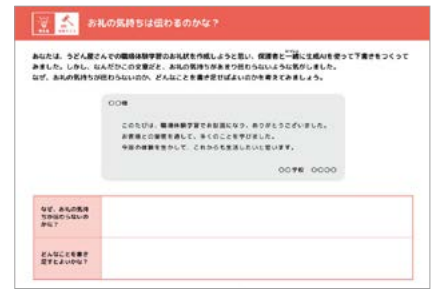 お礼の気持ちは伝わるのかな？
あなたは、うどん屋さんでの職場体験学習のお礼状を作成しようと思い、保護者と一緒に生成AIを使って下書きをつくって
みました。しかし、なんだかこの文章だと、お礼の気持ちがあまり伝わらないような気がしました。
なぜ、お礼の気持ちが伝わらないのか、どんなことを書き足せばよいのかを考えてみましょう。
〇〇様
このたびは、職場体験学習でお世話になり、ありがとうございました。
お客様との接客を通して、多くのことを学びました。
今回の体験を生かして、これからも生活したいと思います。
〇〇学校　〇〇〇〇
なぜ、お礼の気持
ちが伝わらないの
かな？
どんなことを書き
足すとよいかな？